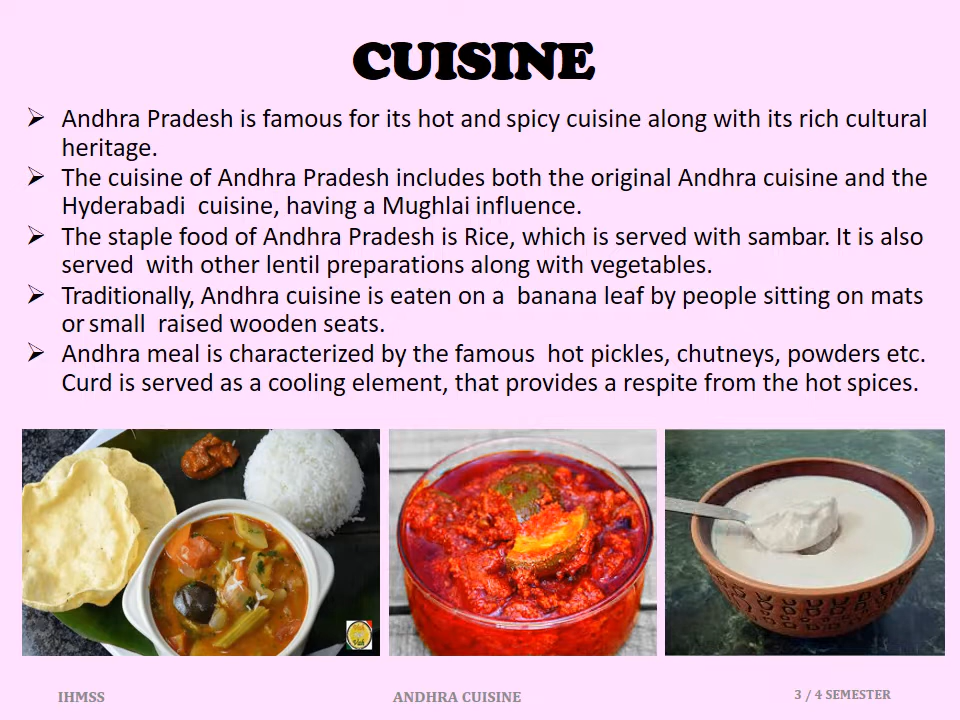 CUISINE
➢ Andhra Pradesh is famous for its hot and spicy cuisine along with its rich cultural
heritage.
➢ The cuisine of Andhra Pradesh includes both the original Andhra cuisine and the
Hyderabadi cuisine, having a Mughlai influence.
➢ The staple food of Andhra Pradesh is Rice, which is served with sambar. It is also
served with other lentil preparations along with vegetables.
➢ Traditionally, Andhra cuisine is eaten on a banana leaf by people sitting on mats
or small raised wooden seats.
➢ Andhra meal is characterized by the famous hot pickles, chutneys, powders etc.
Curd is served as a cooling element, that provides a respite from the hot spices.
IHMSS
ANDHRA CUISINE
3 / 4 SEMESTER